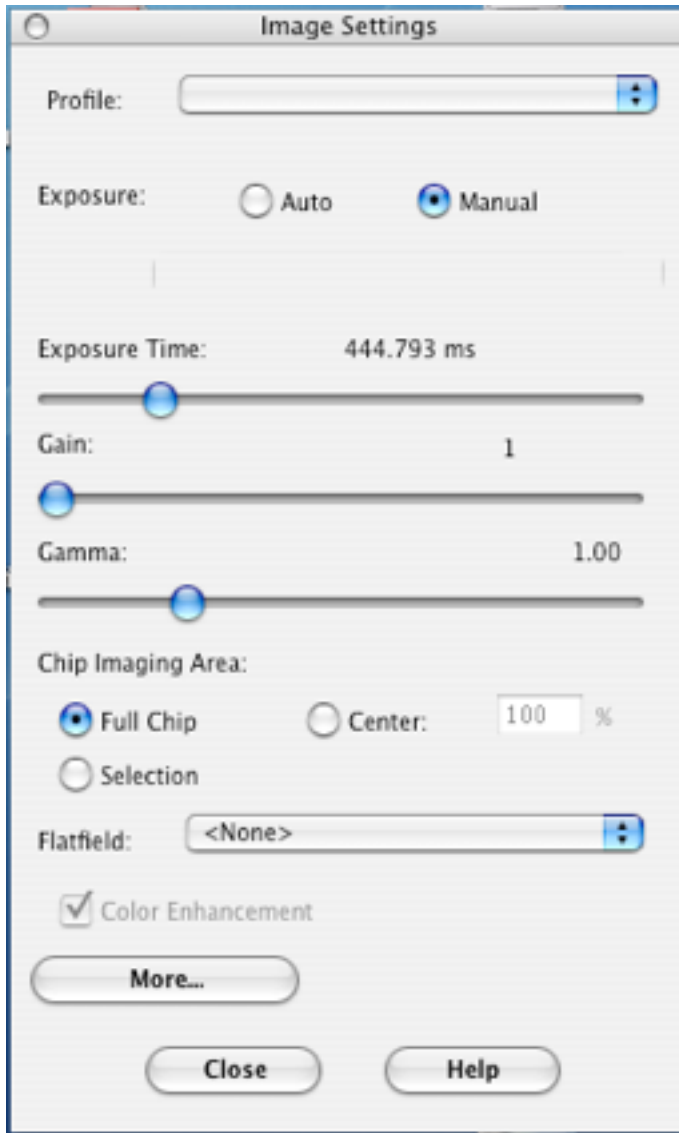 Image Settings
Profile:
Exposure: Auto Manual
Exposure Time: 444.793 ms
Gain: 1
Gamma: 1.00
Chip Imaging Area:
Full Chip Center: 100 %
Selection
Flatfield: <None>
Color Enhancement
More...
Close Help